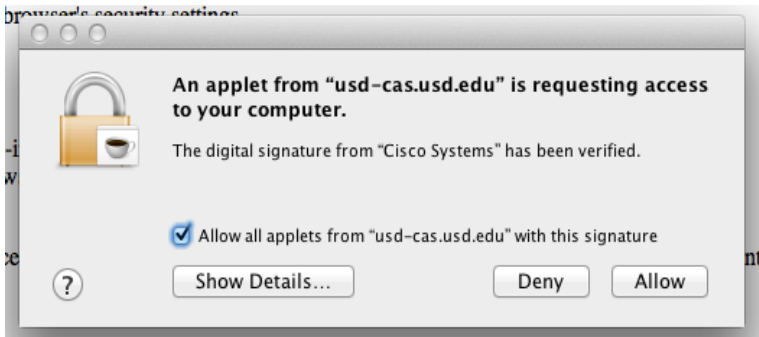 browser's security settings
An applet from “usd-cas.usd.edu” is requesting access
to your computer.
The digital signature from “Cisco Systems” has been verified.
Allow all applets from “usd-cas.usd.edu” with this signature
? Show Details... Deny Allow